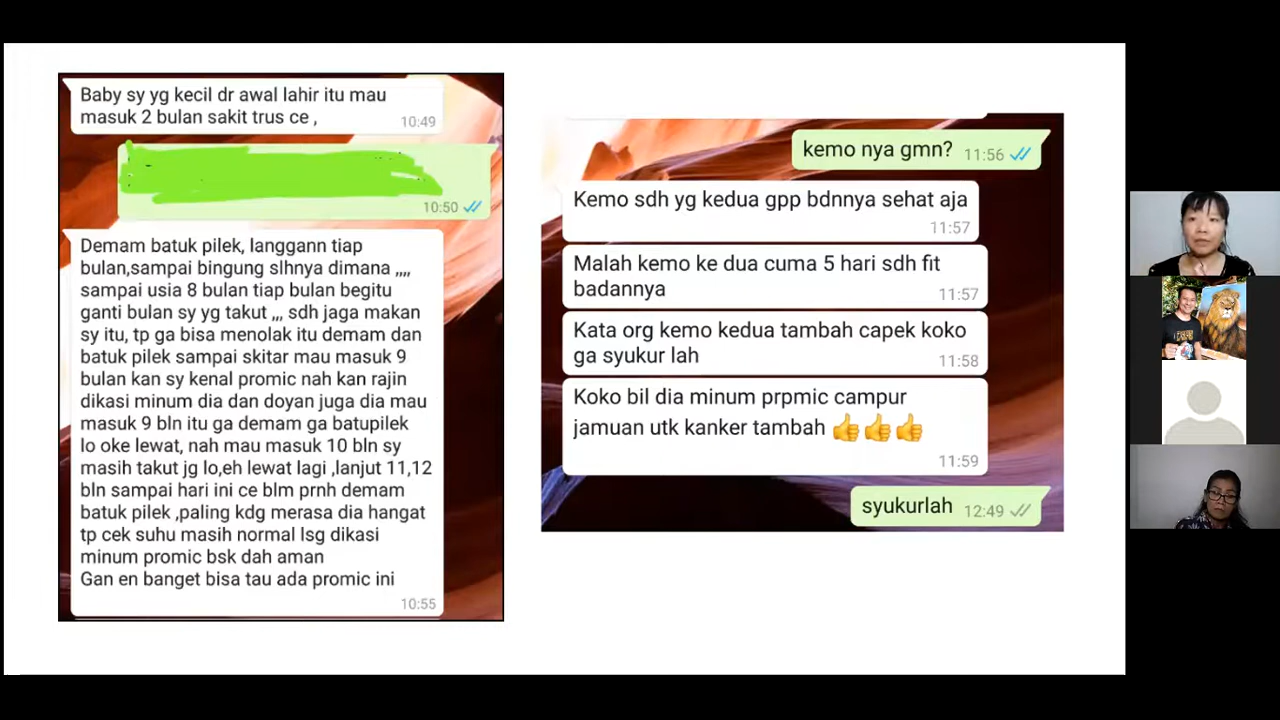 Baby sy yg kecil dr awal lahir itu mau
masuk 2 bulan sakit trus ce ,
10:49
10:50
Demam batuk pilek, langgann tiap
bulan,sampai bingung slhnya dimana ,,,,
sampai usia 8 bulan tiap bulan begitu
ganti bulan sy yg takut ,,, sdh jaga makan
sy itu, tp ga bisa menolak itu demam dan
batuk pilek sampai skitar mau masuk 9
bulan kan sy kenal promic nah kan rajin
dikasi minum dia dan doyan juga dia mau
masuk 9 bln itu ga demam ga batupilek
lo oke lewat, nah mau masuk 10 bln sy
masih takut jg lo,eh lewat lagi ,lanjut 11,12
bln sampai hari ini ce blm prnh demam
batuk pilek ,paling kdg merasa dia hangat
tp cek suhu masih normal lsg dikasi
minum promic bsk dah aman
Gan en banget bisa tau ada promic ini
10:55
kemo nya gmn?
11:56
Kemo sdh yg kedua gpp bdnnya sehat aja
11:57
Malah kemo ke dua cuma 5 hari sdh fit
badannya
11:57
Kata org kemo kedua tambah capek koko
ga syukur lah
11:58
Koko bil dia minum prpmic campur
jamuan utk kanker tambah 👍👍👍
11:59
syukurlah
12:49